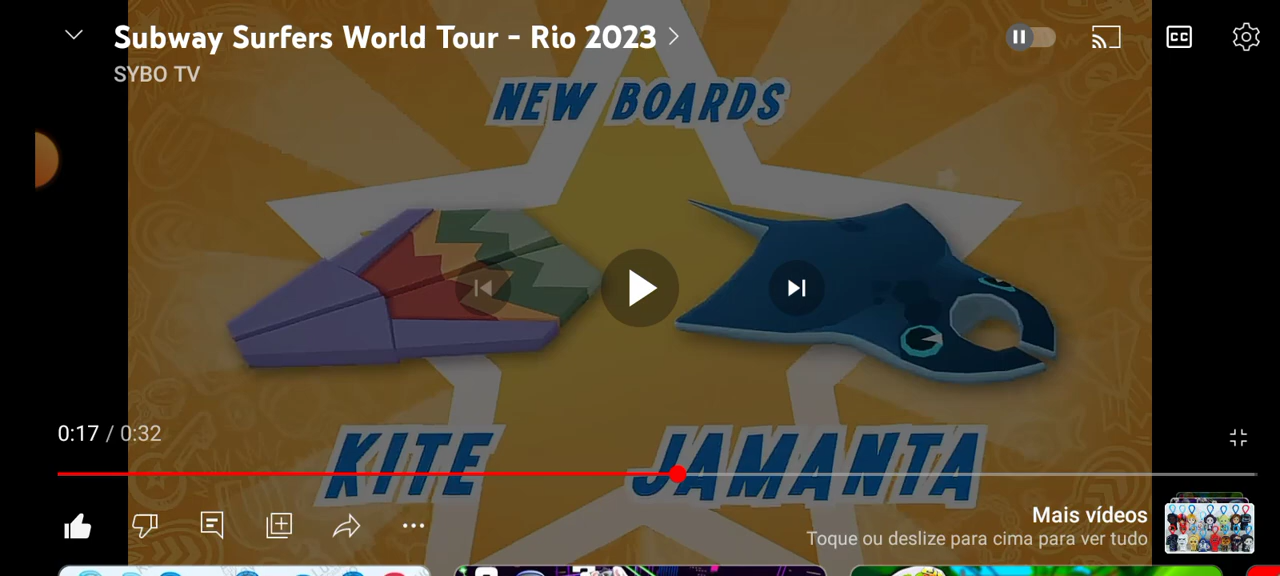 Subway Surfers World Tour - Rio 2023
SYBO TV
CC
NEW BOARDS
0:17 / 0:32
KITE
JAMANTA
Mais vídeos
Toque ou deslize para cima para ver tudo